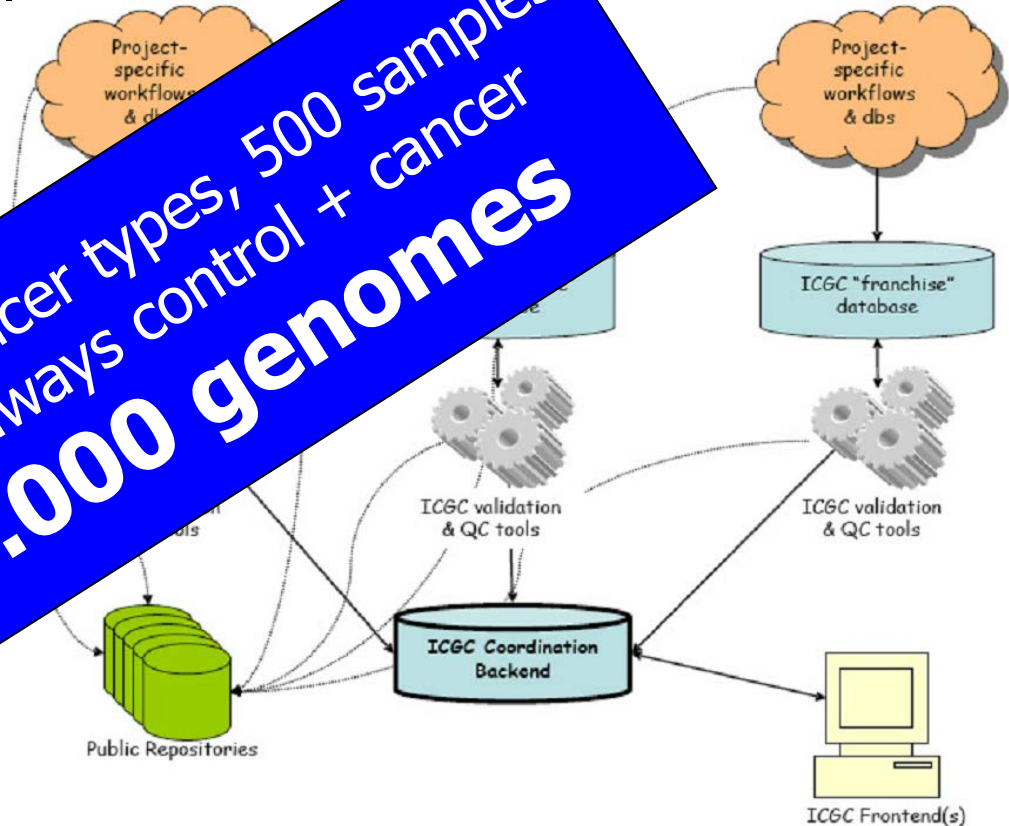 Project-
specific
workflows
& dbs
Project-
specific
workflows
& dbs
cer types, 500 samples
ways control + cancer
.000 genomes
ICGC "franchise"
database
ICGC validation
& QC tools
ICGC validation
& QC tools
ICGC Coordination
Backend
Public Repositories
ICGC Frontend(s)